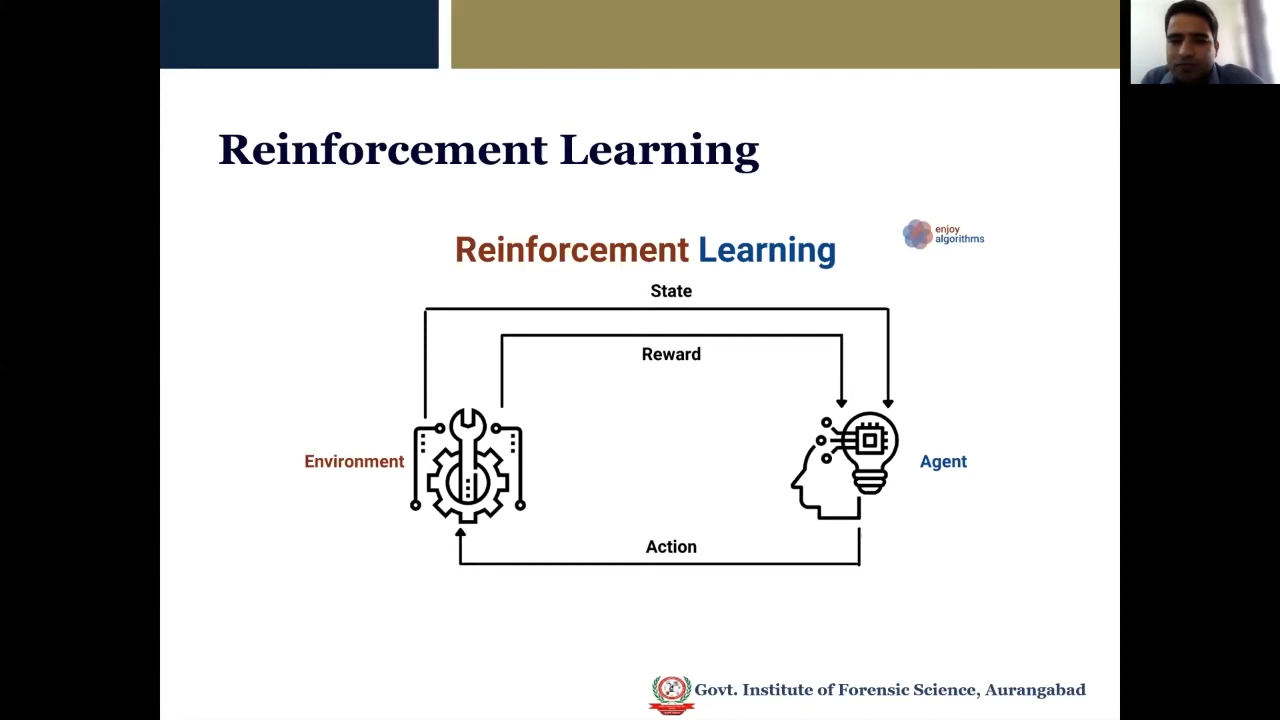 Reinforcement Learning
enjoy
algorithms
Reinforcement Learning
State
Reward
Environment
Agent
Action
Govt. Institute of Forensic Science, Aurangabad